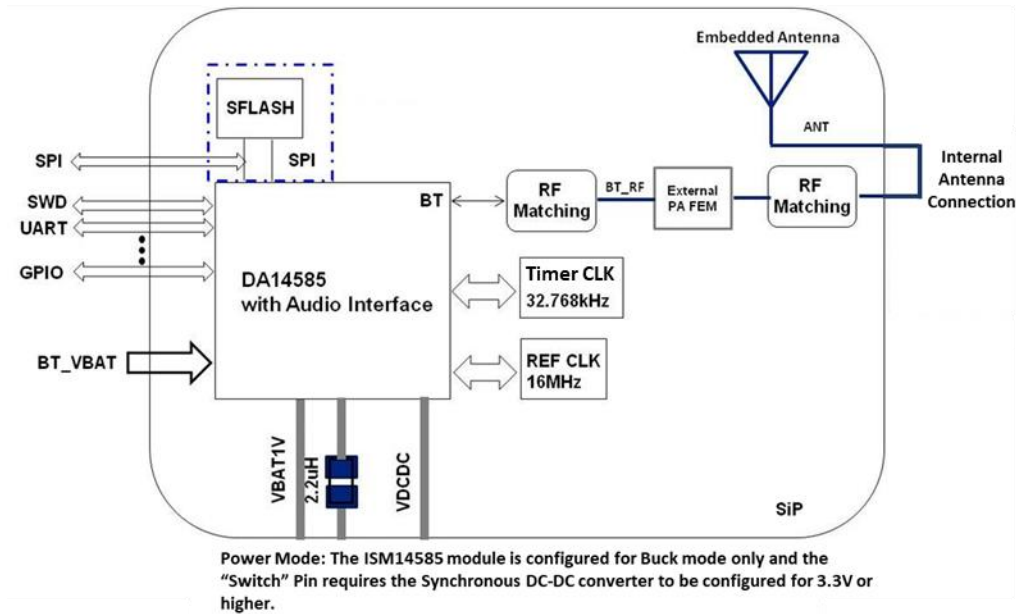 Embedded Antenna
SFLASH
ANT
SPI
SPI
Internal
Antenna
Connection
SWD
UART
GPIO
BT
RF
Matching
BT_RF
External
PA FEM
RF
Matching
DA14585
with Audio Interface
Timer CLK
32.768kHz
BT_VBAT
REF CLK
16MHz
VBAT1V
2.2uH
VDCDC
SiP
Power Mode: The ISM14585 module is configured for Buck mode only and the
“Switch” Pin requires the Synchronous DC-DC converter to be configured for 3.3V or
higher.